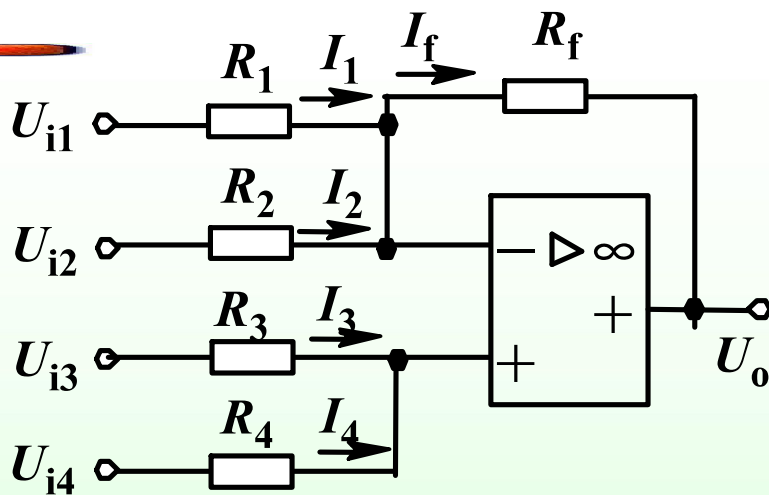 R1 I1 If Rf
Ui1
R2 I2
Ui2 − ▷ ∞
+
R3 I3
Ui3 +
Uo
R4 I4
Ui4